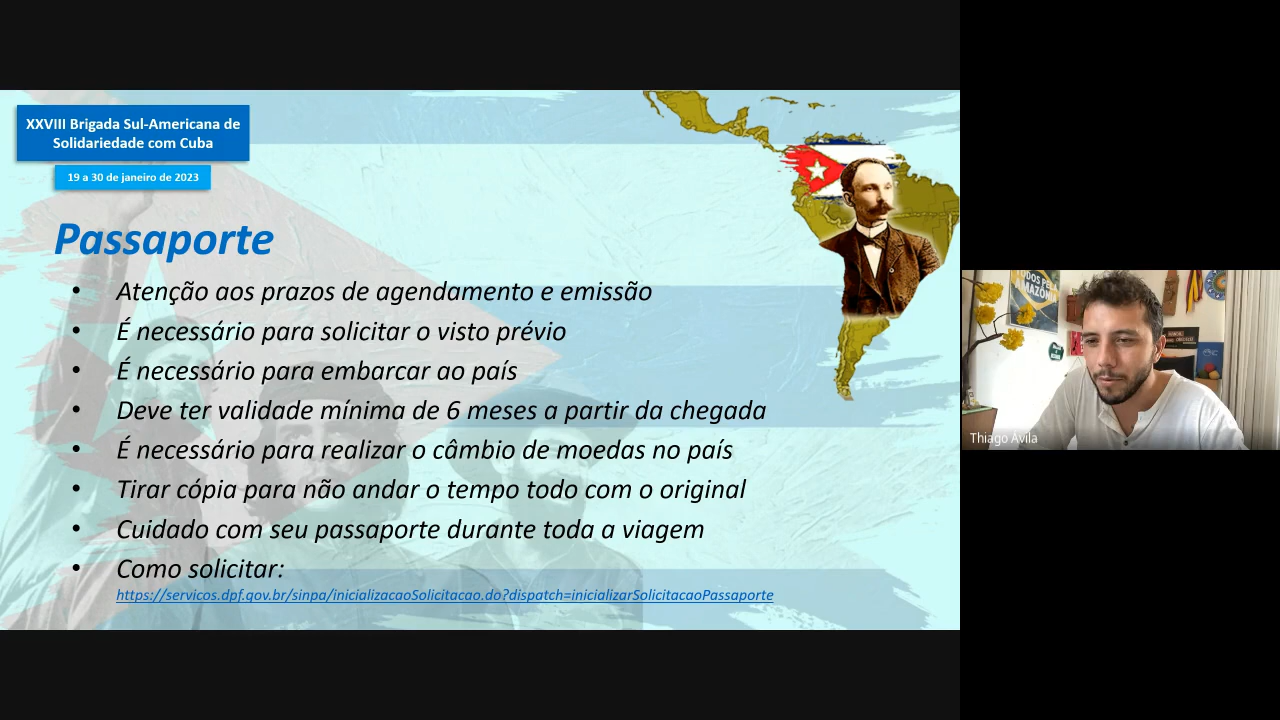 XXVIII Brigada Sul-Americana de
Solidariedade com Cuba
19 a 30 de janeiro de 2023
Passaporte
• Atenção aos prazos de agendamento e emissão
• É necessário para solicitar o visto prévio
• É necessário para embarcar ao país
• Deve ter validade mínima de 6 meses a partir da chegada
• É necessário para realizar o câmbio de moedas no país
• Tirar cópia para não andar o tempo todo com o original
• Cuidado com seu passaporte durante toda a viagem
• Como solicitar:
https://servicos.dpf.gov.br/sinpa/inicializacaoSolicitacao.do?dispatch=inicializarSolicitacaoPassaporte
AMAZÔNIA
Thiago Ávila